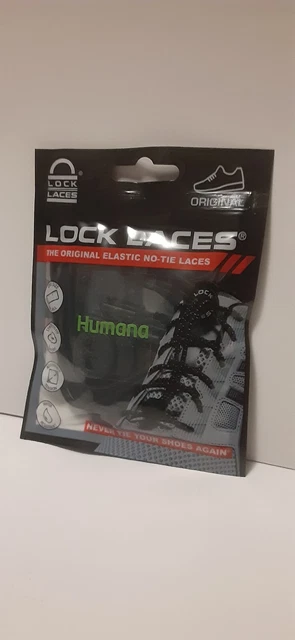 LOCK
LACES
ORIGINAL
LOCK LACES®
THE ORIGINAL ELASTIC NO-TIE LACES
Humana
NEVER TIE YOUR SHOES AGAIN